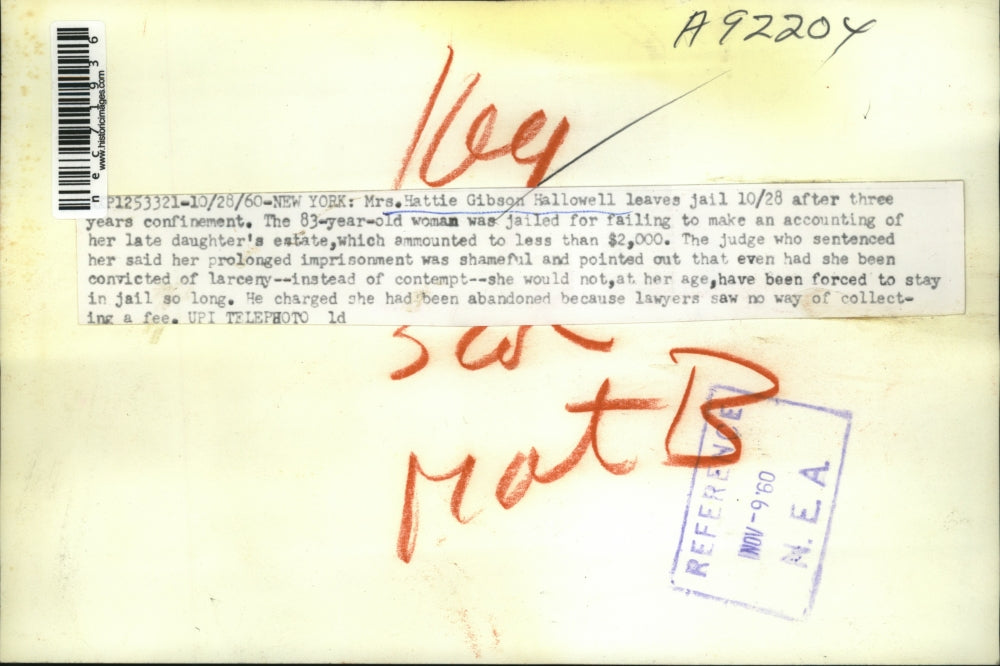 A92204
nec71936
www.historicimages.com
Key
P1253321-10/28/60-NEW YORK: Mrs.Hattie Gibson Hallowell leaves jail 10/28 after three
years confinement. The 83-year-old woman was jailed for failing to make an accounting of
her late daughter's estate,which ammounted to less than $2,000. The judge who sentenced
her said her prolonged imprisonment was shameful and pointed out that even had she been
convicted of larceny--instead of contempt--she would not,at her age,have been forced to stay
in jail so long. He charged she had been abandoned because lawyers saw no way of collect-
ing a fee. UPI TELEPHOTO ld
Mat B
REFERENCE
NOV -9 '60
N. E. A.